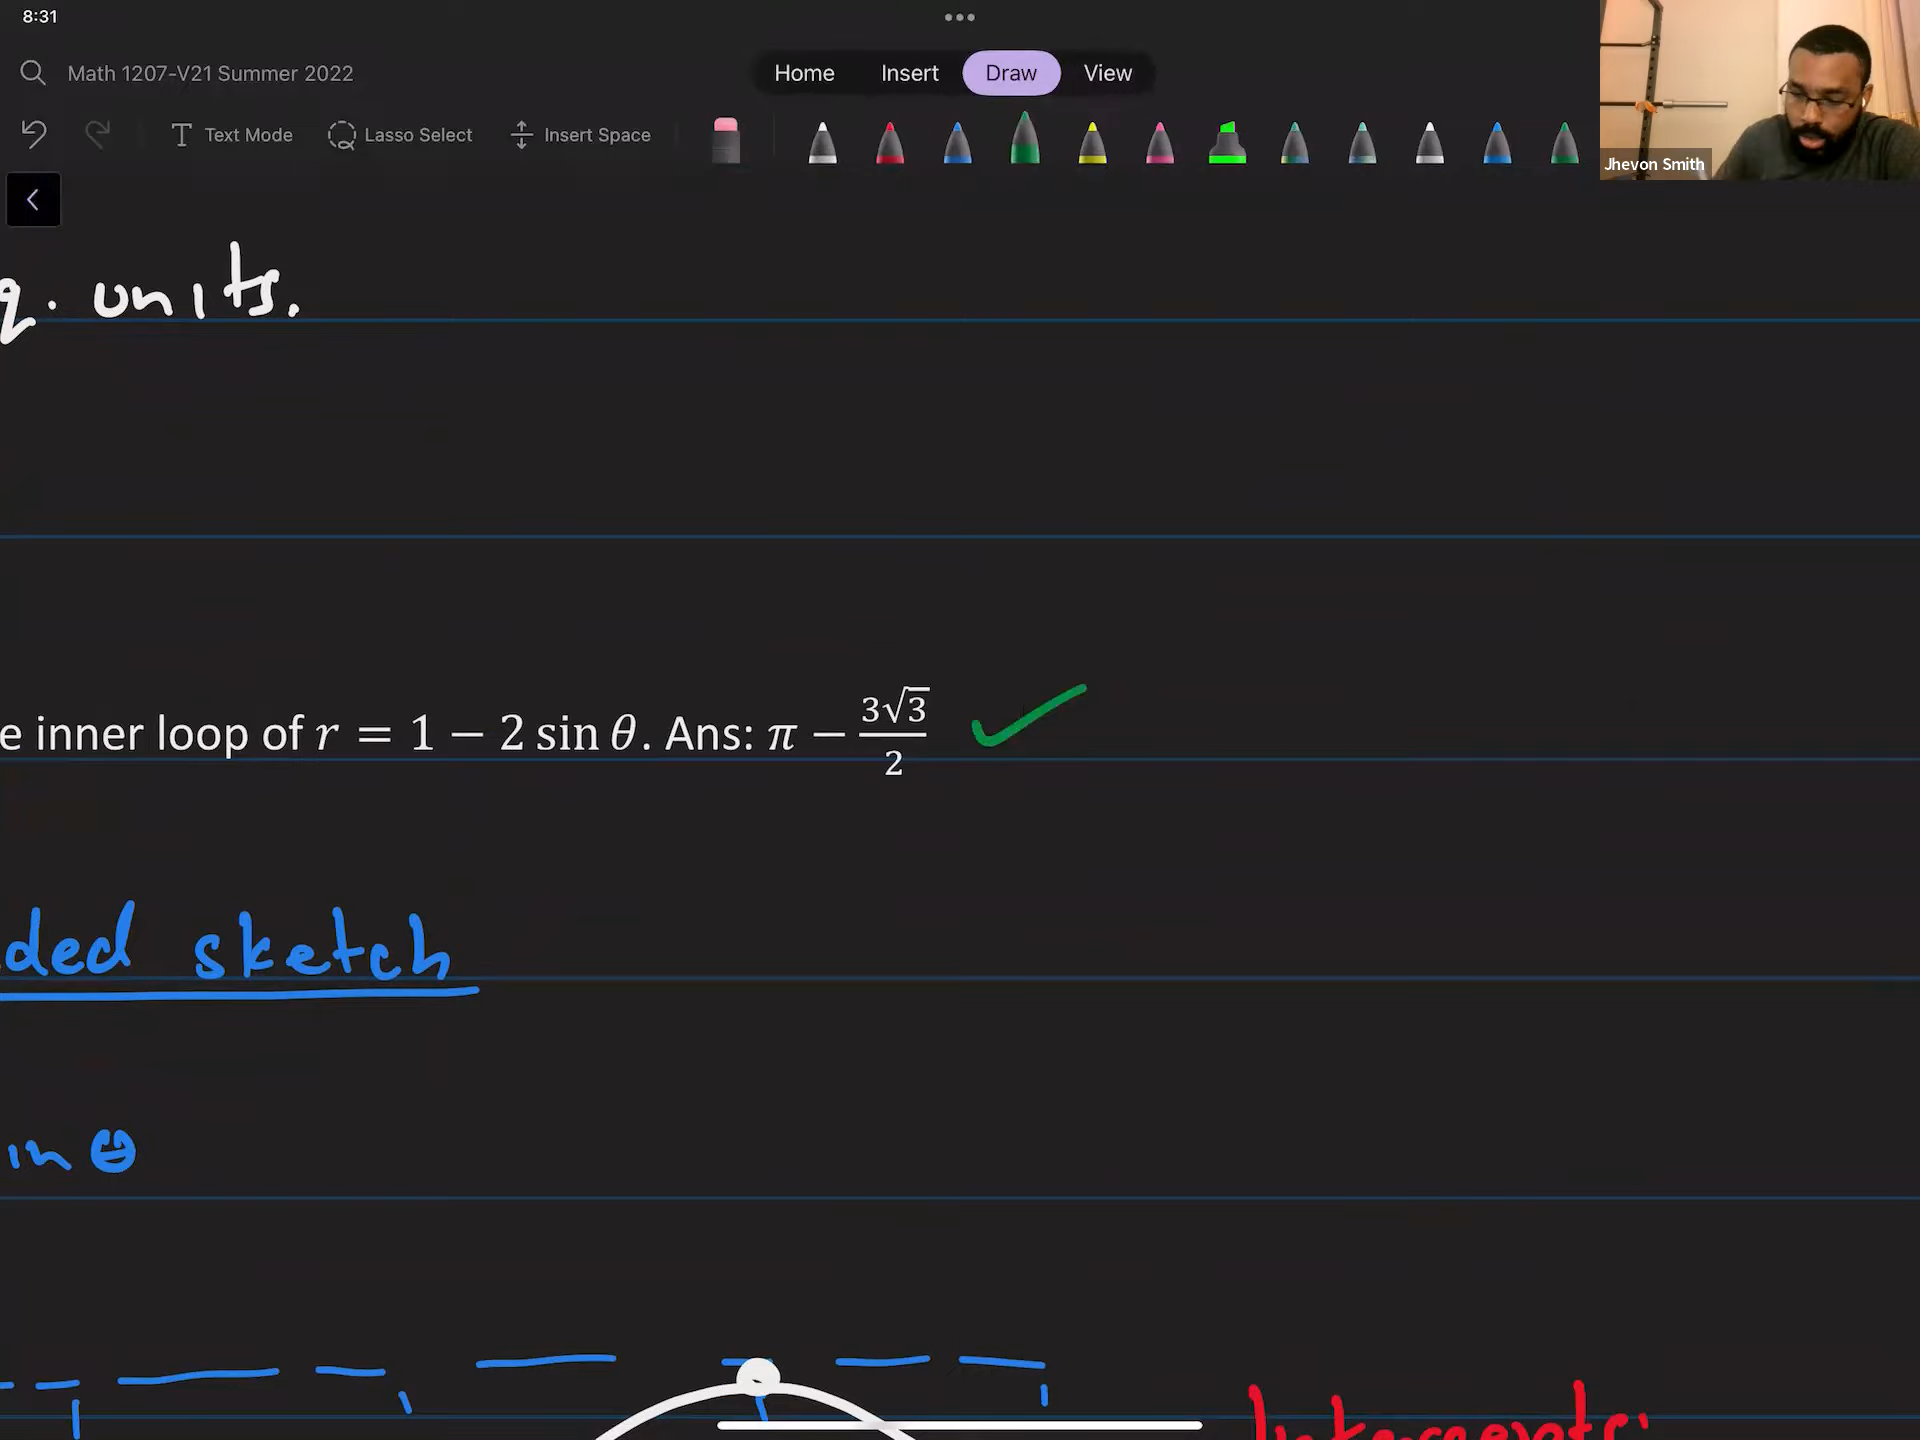 8:31
Math 1207-V21 Summer 2022
Home Insert Draw View
Text Mode Lasso Select Insert Space
Jhevon Smith
q. units.
e inner loop of r = 1 − 2 sin θ. Ans: π − 3√3/2 ✓
ded sketch
in θ
Intercepts: